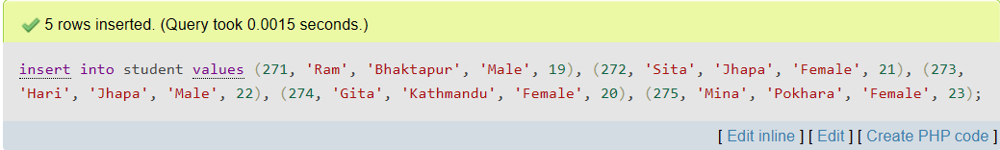 5 rows inserted. (Query took 0.0015 seconds.)
insert into student values (271, 'Ram', 'Bhaktapur', 'Male', 19), (272, 'Sita', 'Jhapa', 'Female', 21), (273,
'Hari', 'Jhapa', 'Male', 22), (274, 'Gita', 'Kathmandu', 'Female', 20), (275, 'Mina', 'Pokhara', 'Female', 23);
[ Edit inline ] [ Edit ] [ Create PHP code ]